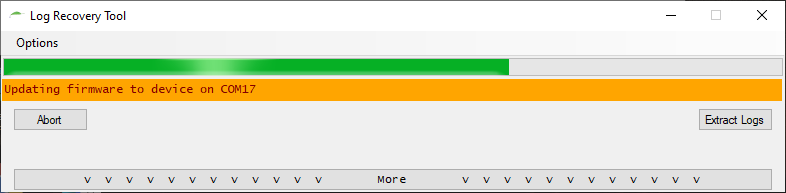 Log Recovery Tool
Options
Updating firmware to device on COM17
Abort
Extract Logs
v v v v v v v v v v v v More v v v v v v v v v v v v